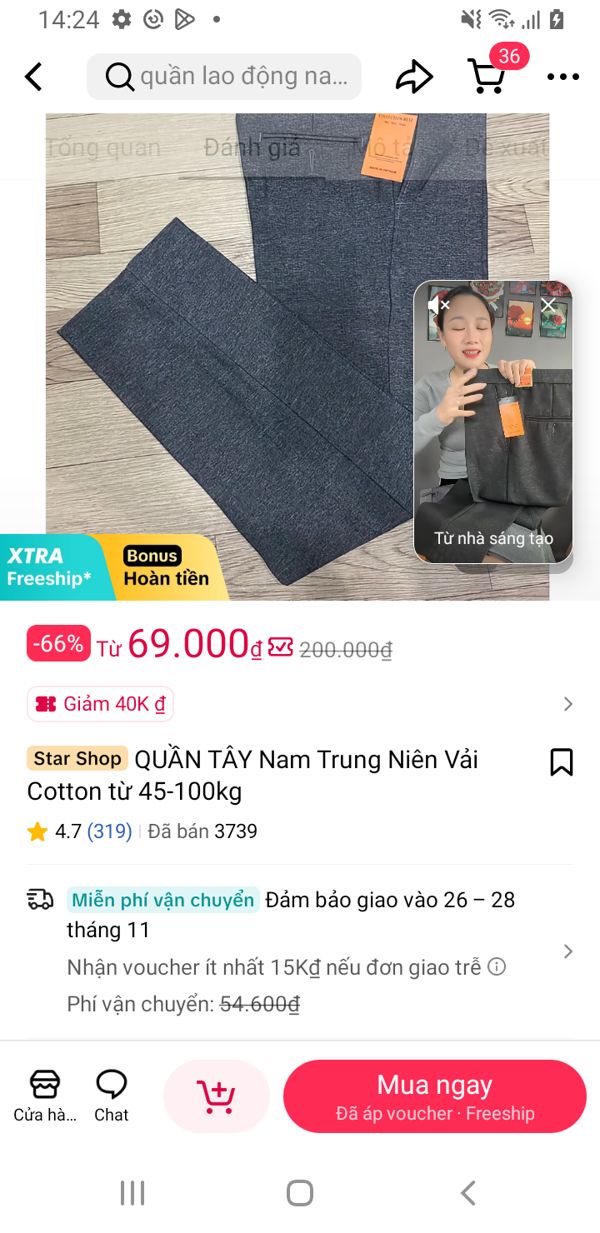 14:24
36
quần lao động na...
Tổng quan Đánh giá Mô tả Đề xuất
Từ nhà sáng tạo
XTRA
Freeship*
Bonus
Hoàn tiền
-66% Từ 69.000₫ 200.000₫
Giảm 40K ₫
Star Shop QUẦN TÂY Nam Trung Niên Vải
Cotton từ 45-100kg
4.7 (319) Đã bán 3739
Miễn phí vận chuyển Đảm bảo giao vào 26 – 28
tháng 11
Nhận voucher ít nhất 15K₫ nếu đơn giao trễ
Phí vận chuyển: 54.600₫
Cửa hà... Chat
Mua ngay
Đã áp voucher · Freeship